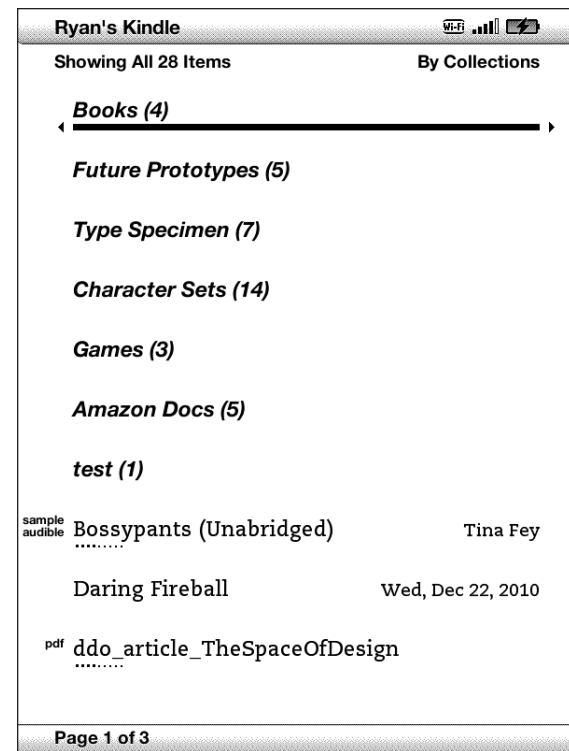 Ryan's Kindle Wi-Fi
Showing All 28 Items By Collections
Books (4)
Future Prototypes (5)
Type Specimen (7)
Character Sets (14)
Games (3)
Amazon Docs (5)
test (1)
sample
audible Bossypants (Unabridged) Tina Fey
Daring Fireball Wed, Dec 22, 2010
pdf ddo_article_TheSpaceOfDesign
Page 1 of 3